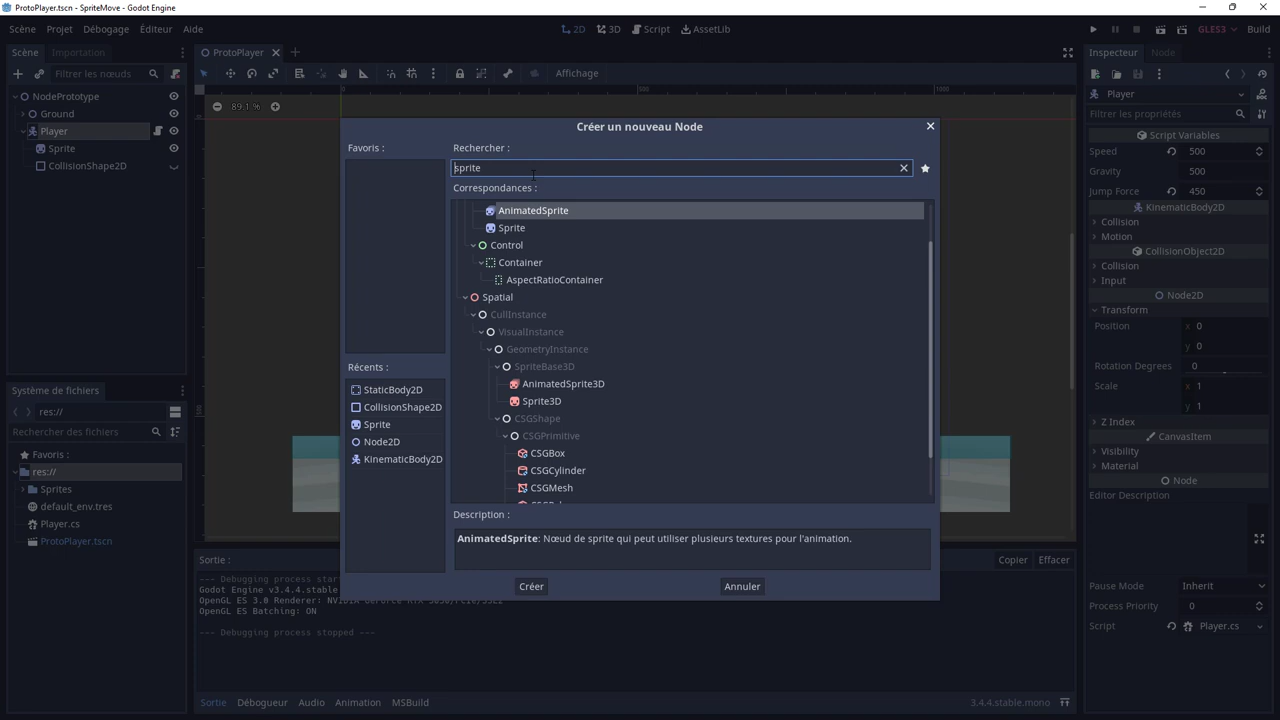 ProtoPlayer.tscn - SpriteMove - Godot Engine
Scène Projet Débogage Éditeur Aide
2D 3D Script AssetLib
GLES3 Build
Scène Importation
Filtrer les nœuds
NodePrototype
Ground
Player
Sprite
CollisionShape2D
ProtoPlayer
Affichage
0 500 1000
89.1 %
Créer un nouveau Node
Favoris :
Rechercher :
sprite
Correspondances :
AnimatedSprite
Sprite
Control
Container
AspectRatioContainer
Spatial
CullInstance
VisualInstance
GeometryInstance
SpriteBase3D
AnimatedSprite3D
Sprite3D
CSGShape
CSGPrimitive
CSGBox
CSGCylinder
CSGMesh
Récents :
StaticBody2D
CollisionShape2D
Sprite
Node2D
KinematicBody2D
Description :
AnimatedSprite: Nœud de sprite qui peut utiliser plusieurs textures pour l'animation.
Créer Annuler
Système de fichiers
res://
Rechercher des fichiers
Favoris :
res://
Sprites
default_env.tres
Player.cs
ProtoPlayer.tscn
Sortie :
Copier Effacer
--- Debugging process star
Godot Engine v3.4.4.stable
OpenGL ES 3.0 Renderer: NVIDIA GeForce RTX 3050/PCIe/SSE2
OpenGL ES Batching: ON
--- Debugging process stopped ---
Sortie Débogueur Audio Animation MSBuild
3.4.4.stable.mono
Inspecteur Node
Player
Filtrer les propriétés
Script Variables
Speed 500
Gravity 500
Jump Force 450
KinematicBody2D
Collision
Motion
CollisionObject2D
Collision
Input
Node2D
Transform
Position x 0
y 0
Rotation Degrees 0
Scale x 1
y 1
Z Index
CanvasItem
Visibility
Material
Node
Editor Description
Pause Mode Inherit
Process Priority 0
Script Player.cs